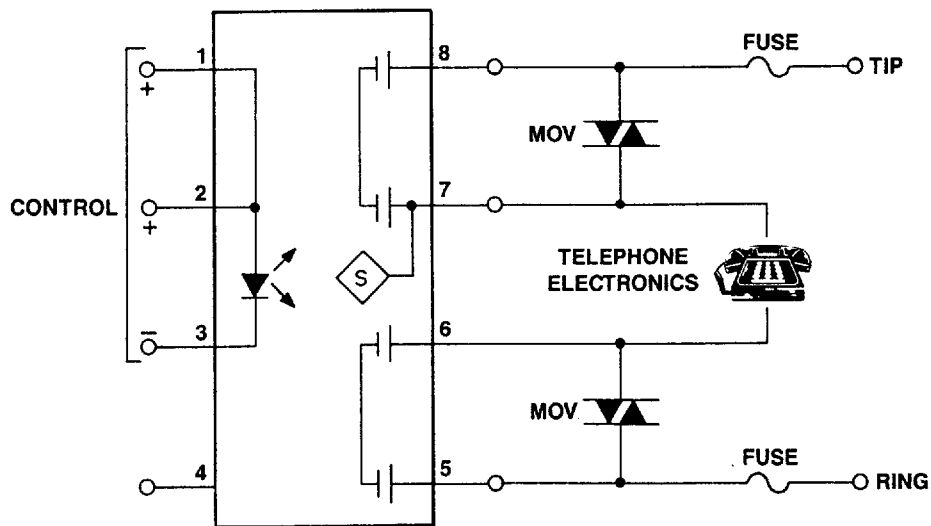 1
+
2
CONTROL
+
−
3
4
8
FUSE
TIP
MOV
7
S
TELEPHONE
ELECTRONICS
6
MOV
FUSE
5
RING